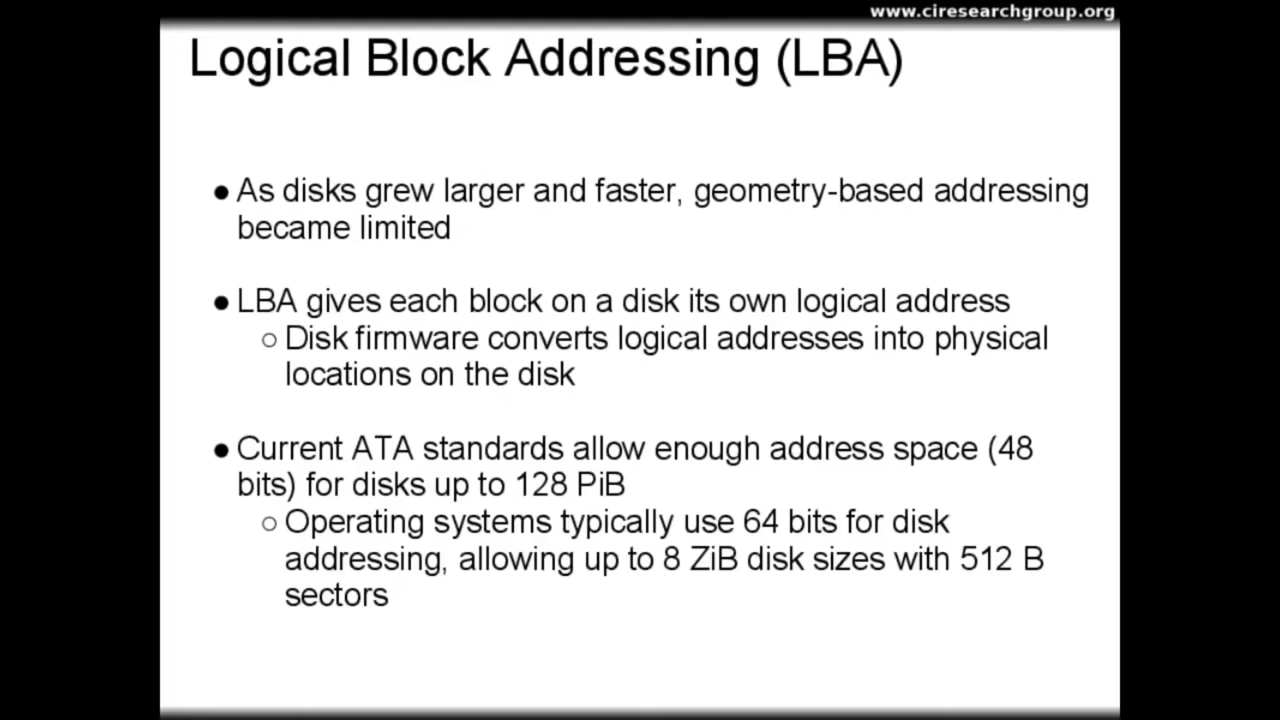 www.ciresearchgroup.org
Logical Block Addressing (LBA)
● As disks grew larger and faster, geometry-based addressing
became limited
● LBA gives each block on a disk its own logical address
○ Disk firmware converts logical addresses into physical
locations on the disk
● Current ATA standards allow enough address space (48
bits) for disks up to 128 PiB
○ Operating systems typically use 64 bits for disk
addressing, allowing up to 8 ZiB disk sizes with 512 B
sectors